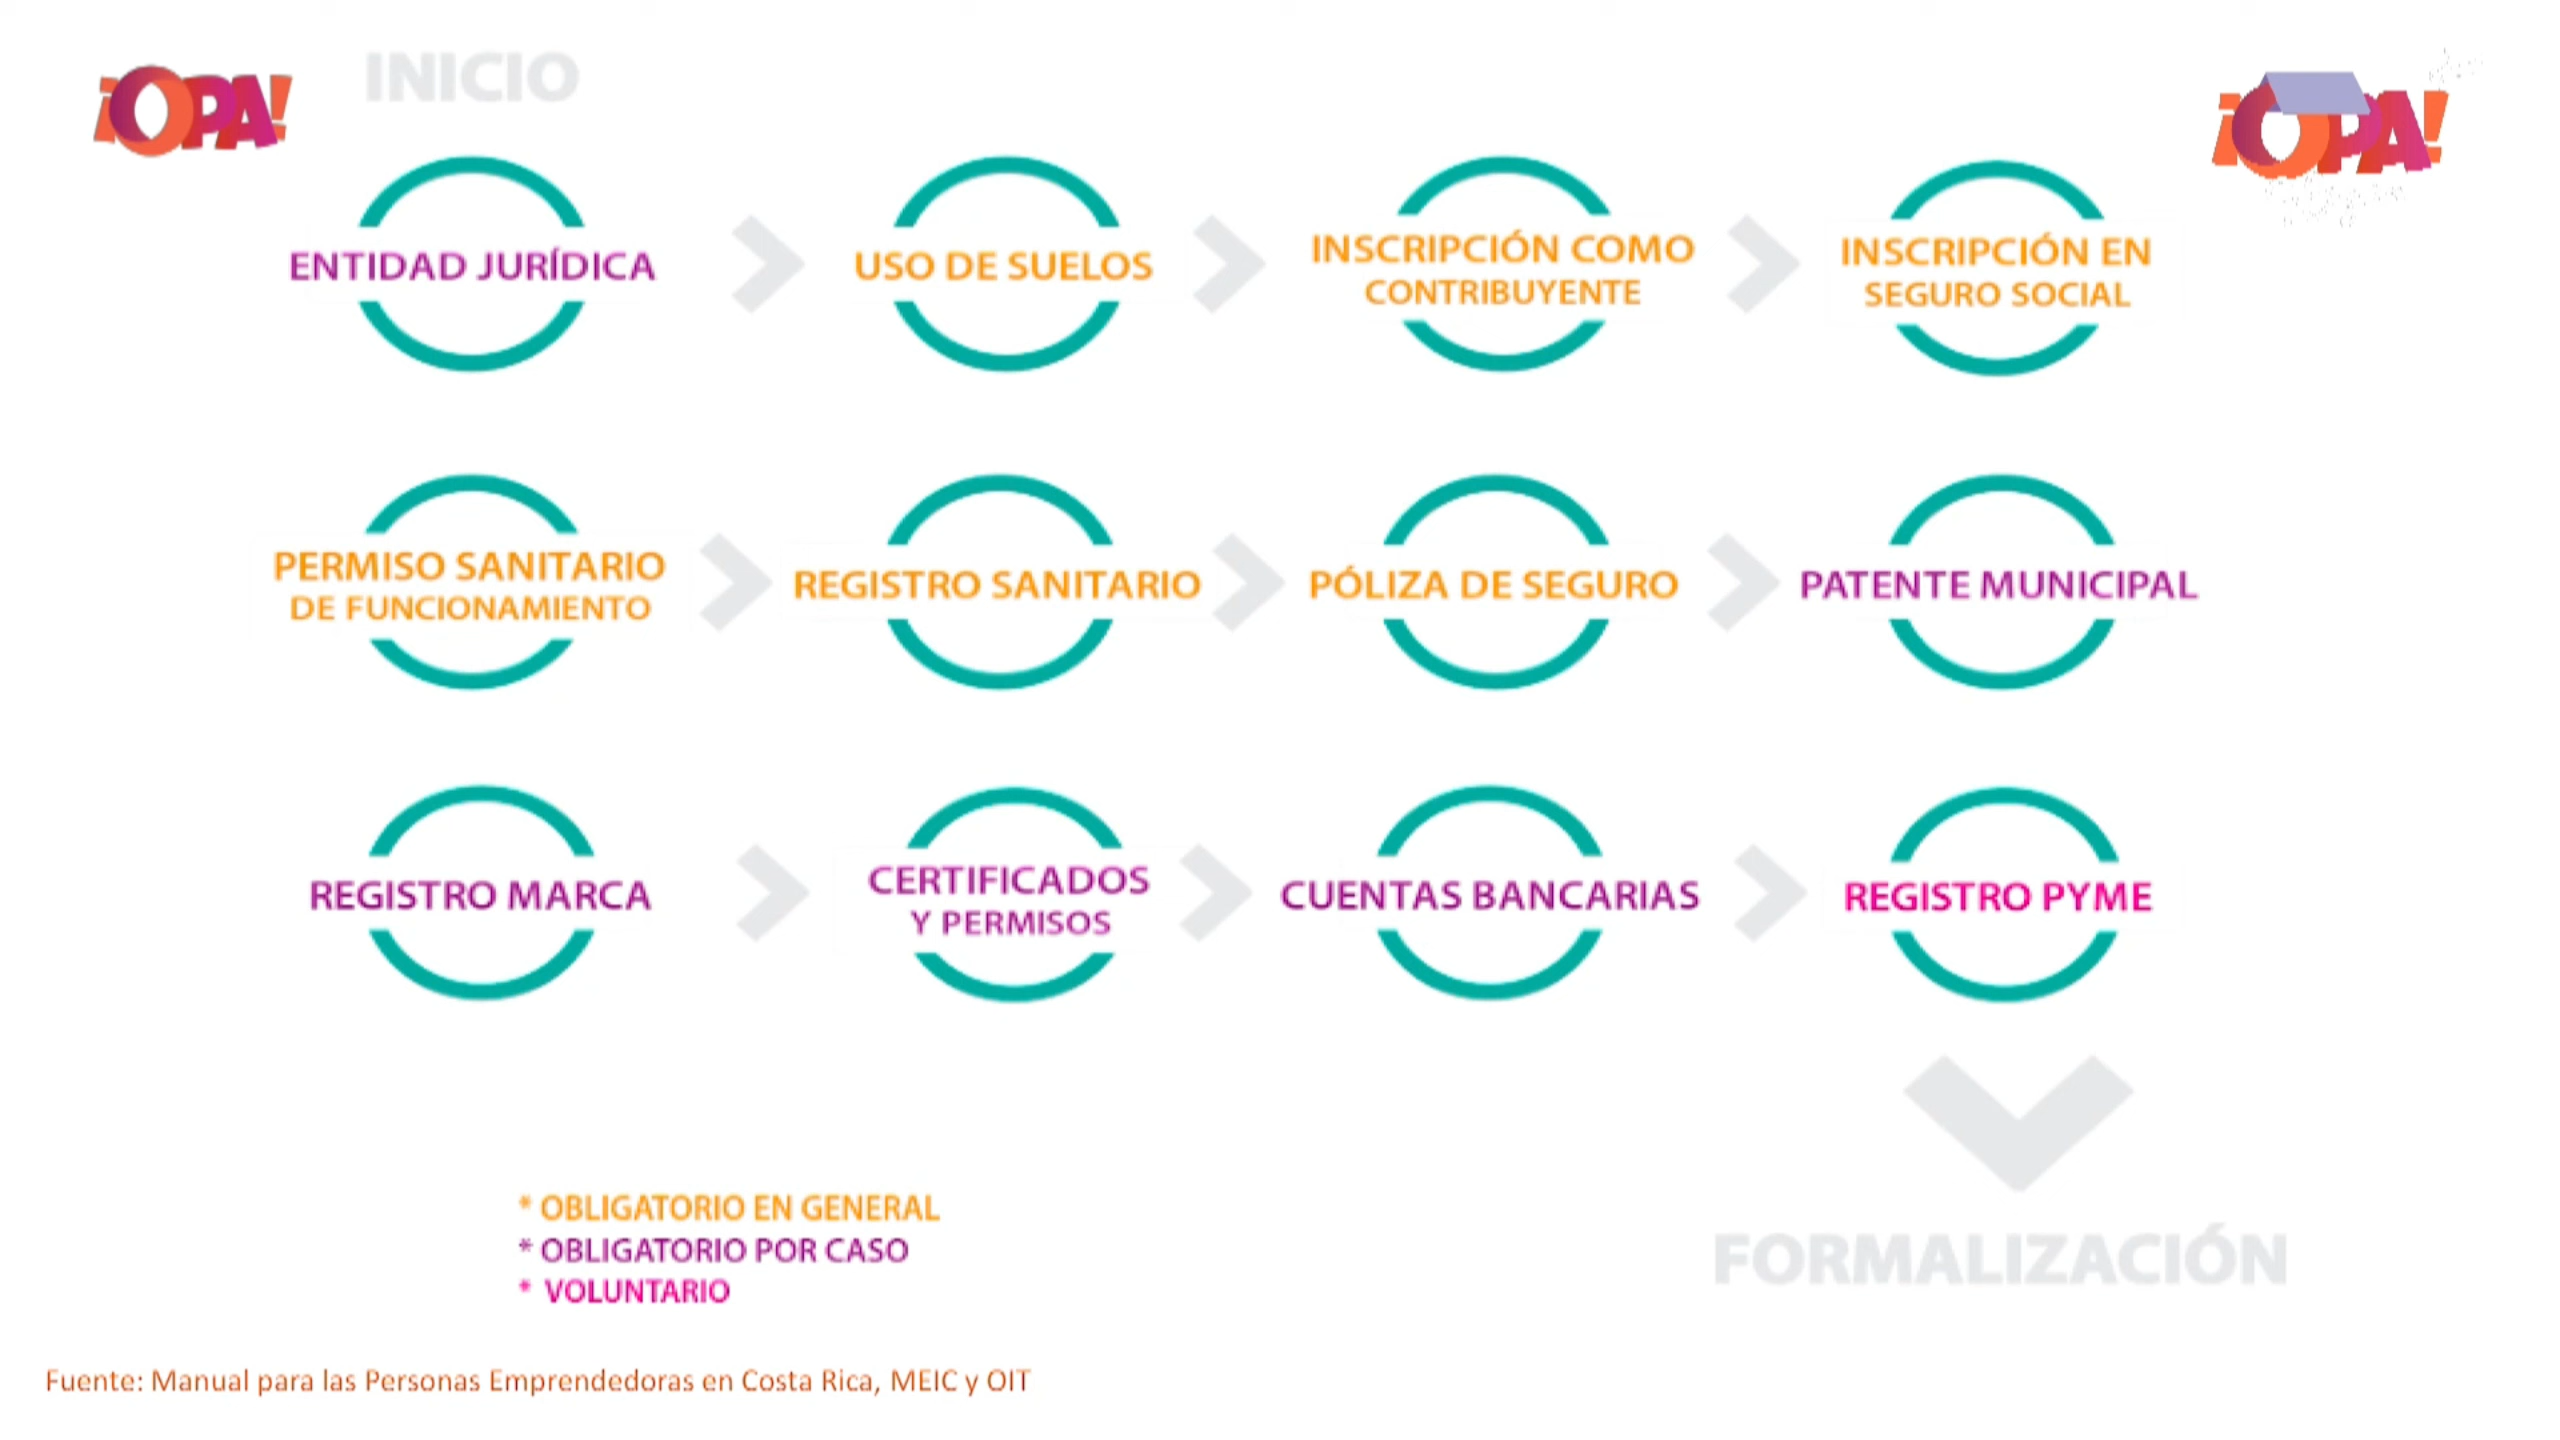 INICIO
¡OPA!
¡OPA!
ENTIDAD JURÍDICA
USO DE SUELOS
INSCRIPCIÓN COMO
CONTRIBUYENTE
INSCRIPCIÓN EN
SEGURO SOCIAL
PERMISO SANITARIO
DE FUNCIONAMIENTO
REGISTRO SANITARIO
PÓLIZA DE SEGURO
PATENTE MUNICIPAL
REGISTRO MARCA
CERTIFICADOS
Y PERMISOS
CUENTAS BANCARIAS
REGISTRO PYME
* OBLIGATORIO EN GENERAL
* OBLIGATORIO POR CASO
* VOLUNTARIO
FORMALIZACIÓN
Fuente: Manual para las Personas Emprendedoras en Costa Rica, MEIC y OIT